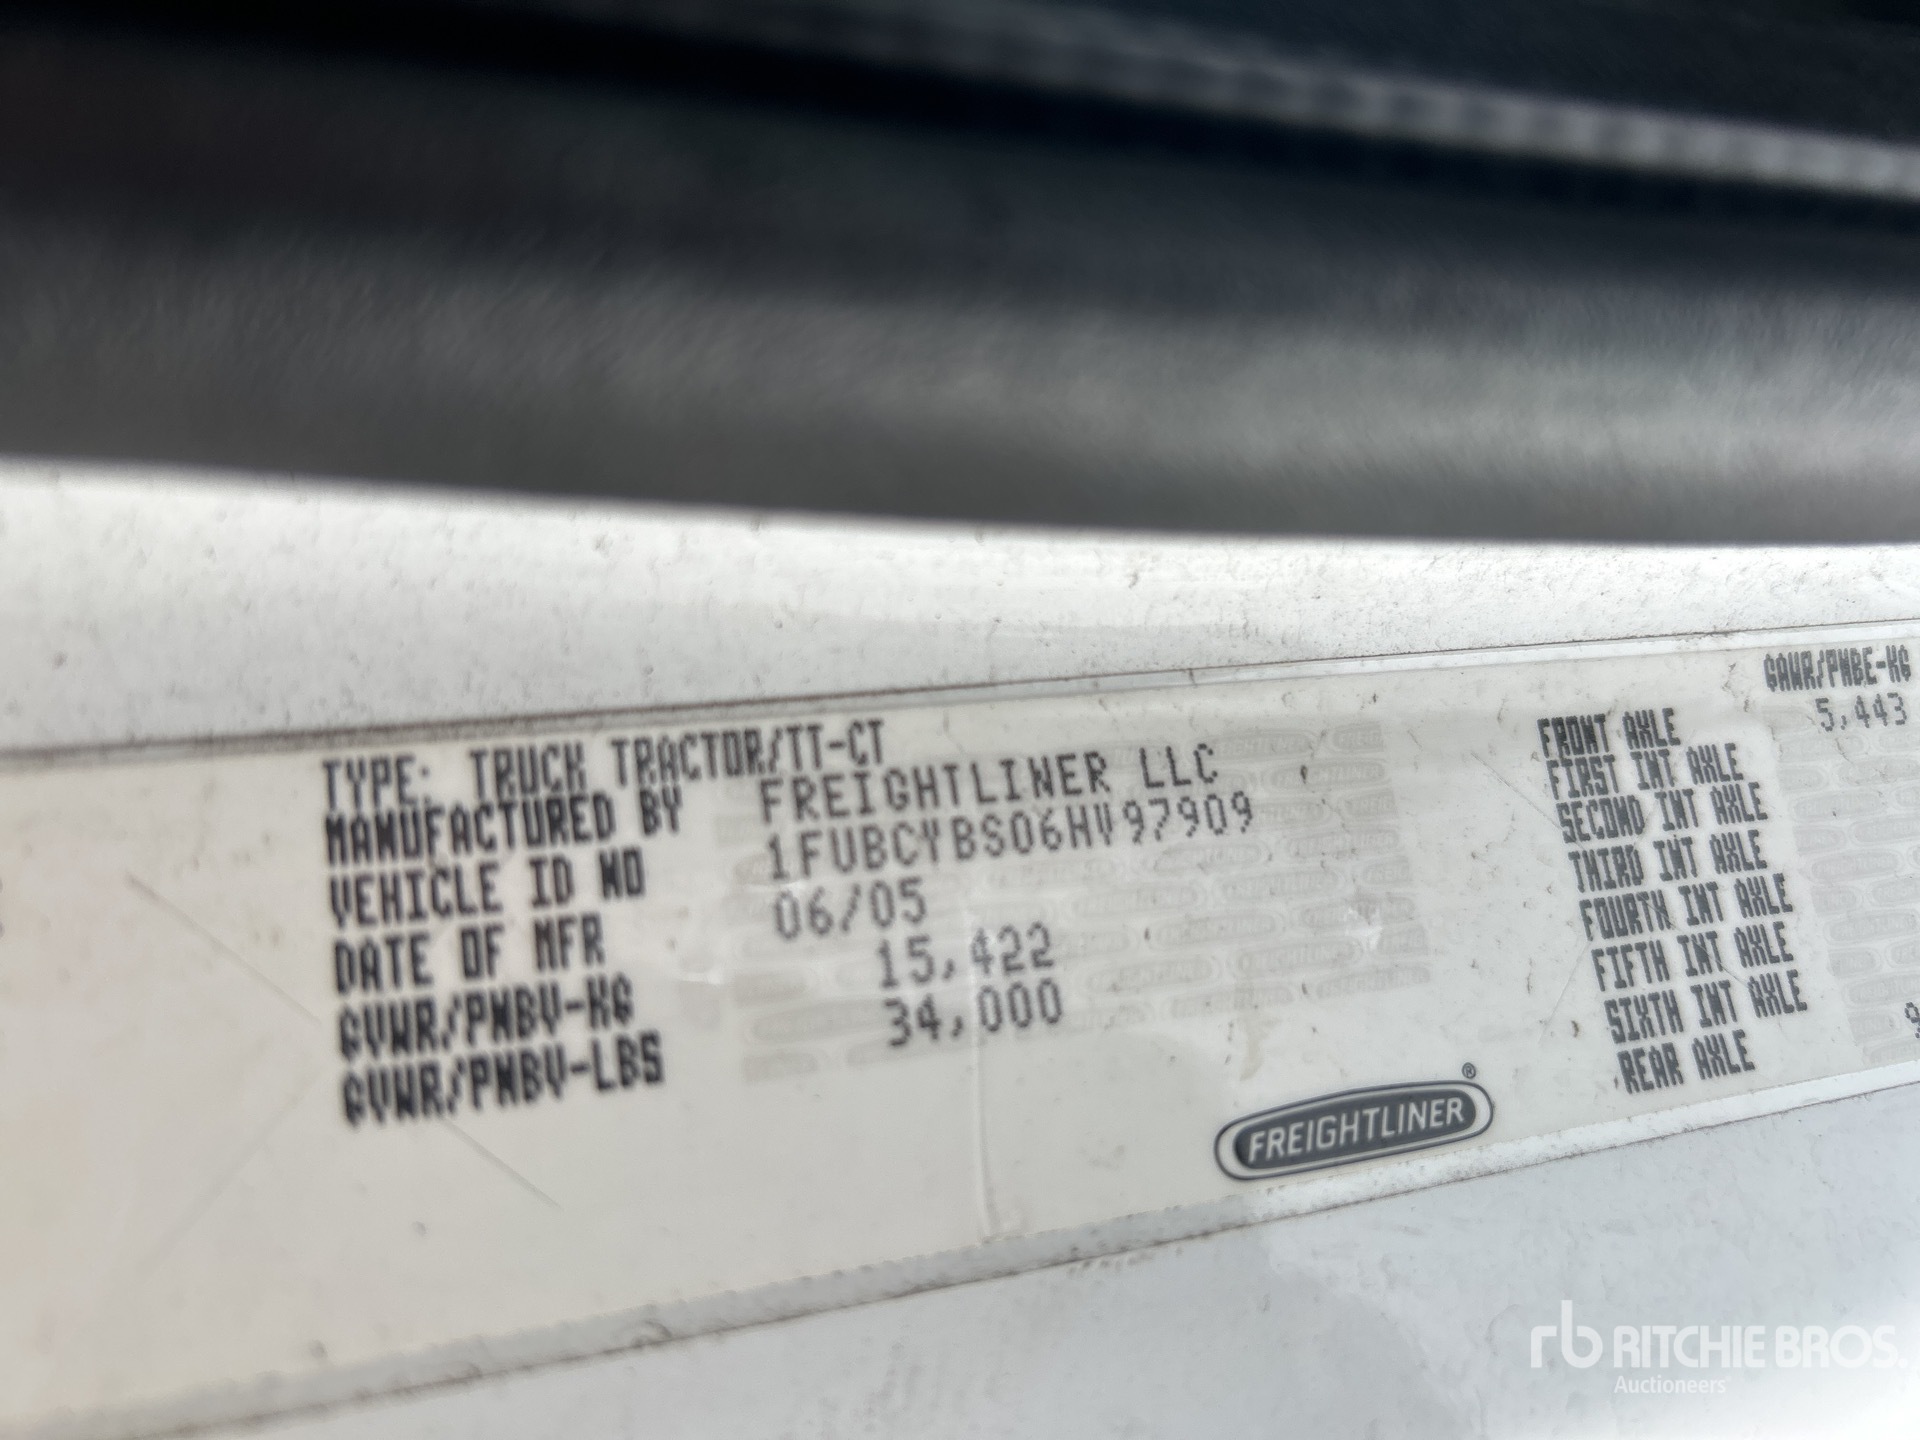 TYPE: TRUCK TRACTOR/TT-CT
MANUFACTURED BY FREIGHTLINER LLC
VEHICLE ID NO 1FUBCYBS06HV97909
DATE OF MFR 06/05
GVWR/PNBV-KG 15,422
GVWR/PNBV-LBS 34,000
FREIGHTLINER®
GAWR/PNBE-KG
FRONT AXLE 5,443
FIRST INT AXLE
SECOND INT AXLE
THIRD INT AXLE
FOURTH INT AXLE
FIFTH INT AXLE
SIXTH INT AXLE
REAR AXLE
rb RITCHIE BROS.
Auctioneers